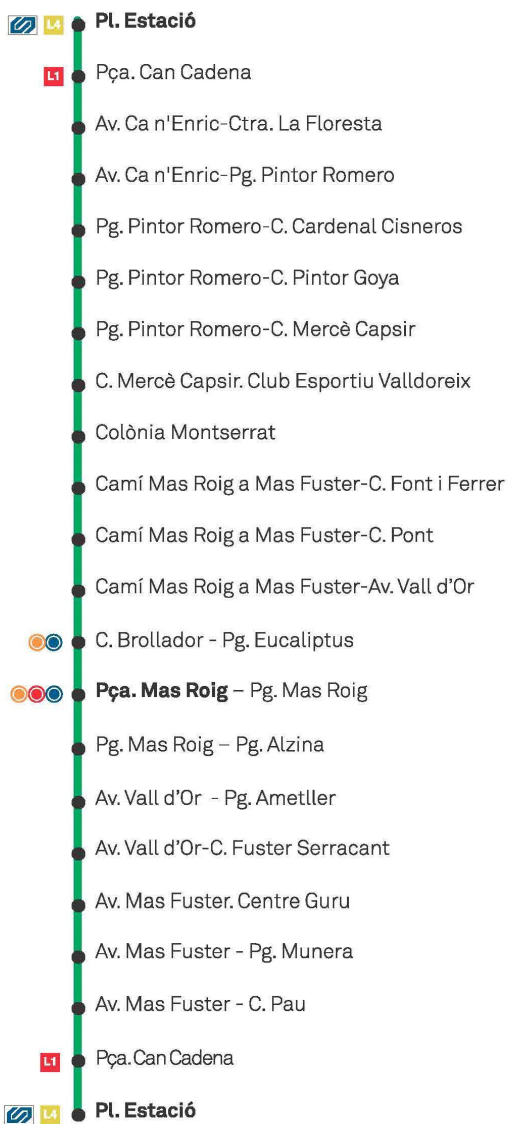 L4 Pl. Estació
L1 Pça. Can Cadena
Av. Ca n'Enric-Ctra. La Floresta
Av. Ca n'Enric-Pg. Pintor Romero
Pg. Pintor Romero-C. Cardenal Cisneros
Pg. Pintor Romero-C. Pintor Goya
Pg. Pintor Romero-C. Mercè Capsir
C. Mercè Capsir. Club Esportiu Valldoreix
Colònia Montserrat
Camí Mas Roig a Mas Fuster-C. Font i Ferrer
Camí Mas Roig a Mas Fuster-C. Pont
Camí Mas Roig a Mas Fuster-Av. Vall d’Or
C. Brollador - Pg. Eucaliptus
Pça. Mas Roig – Pg. Mas Roig
Pg. Mas Roig – Pg. Alzina
Av. Vall d’Or - Pg. Ametller
Av. Vall d’Or-C. Fuster Serracant
Av. Mas Fuster. Centre Guru
Av. Mas Fuster - Pg. Munera
Av. Mas Fuster - C. Pau
L1 Pça. Can Cadena
L4 Pl. Estació